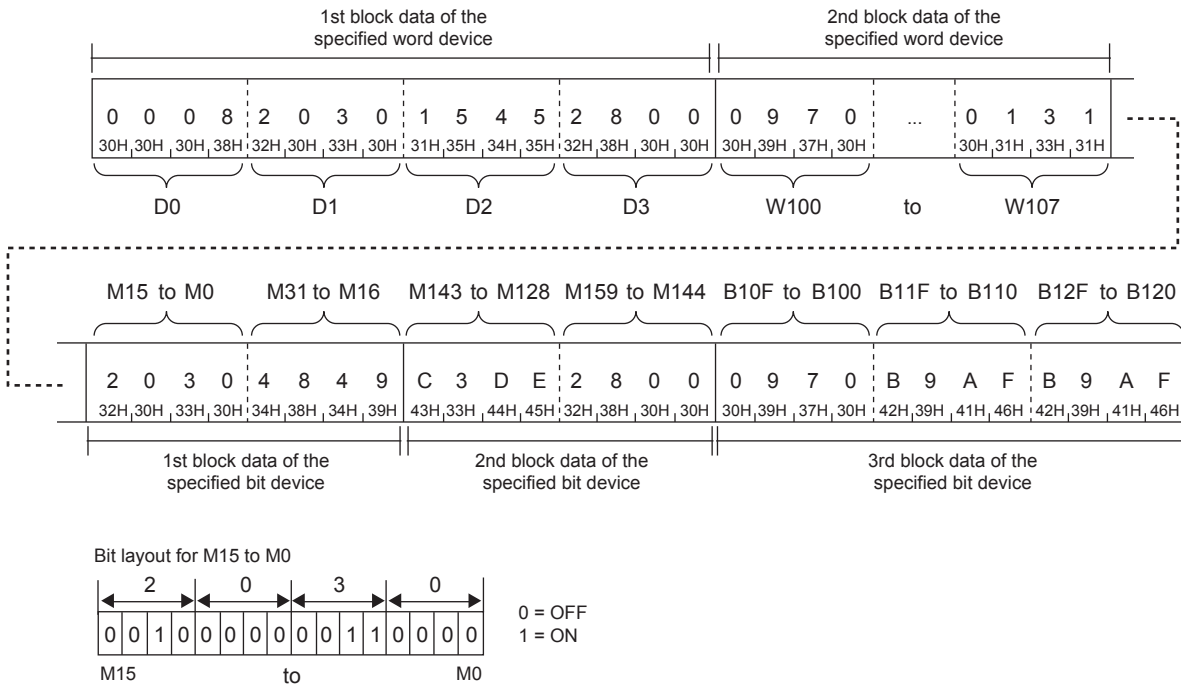 1st block data of the
specified word device
2nd block data of the
specified word device
0 0 0 8 2 0 3 0 1 5 4 5 2 8 0 0 0 9 7 0 ... 0 1 3 1
30H 30H 30H 38H 32H 30H 33H 30H 31H 35H 34H 35H 32H 38H 30H 30H 30H 39H 37H 30H 30H 31H 33H 31H
D0 D1 D2 D3 W100 to W107
M15 to M0 M31 to M16 M143 to M128 M159 to M144 B10F to B100 B11F to B110 B12F to B120
2 0 3 0 4 8 4 9 C 3 D E 2 8 0 0 0 9 7 0 B 9 A F B 9 A F
32H 30H 33H 30H 34H 38H 34H 39H 43H 33H 44H 45H 32H 38H 30H 30H 30H 39H 37H 30H 42H 39H 41H 46H 42H 39H 41H 46H
1st block data of the
specified bit device
2nd block data of the
specified bit device
3rd block data of the
specified bit device
Bit layout for M15 to M0
2 0 3 0
0 0 1 0 0 0 0 0 0 0 1 1 0 0 0 0
0 = OFF
1 = ON
M15 to M0